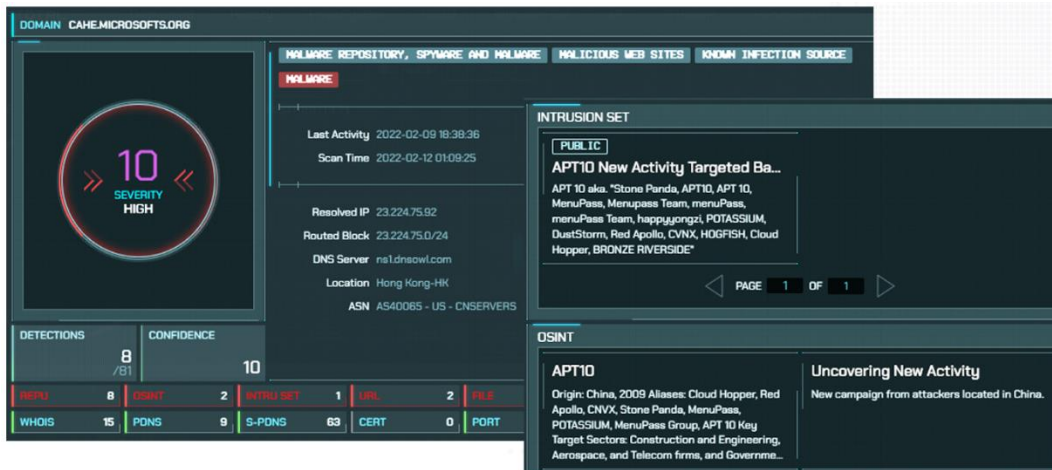 DOMAIN CAHE.MICROSOFTS.ORG
MALWARE REPOSITORY, SPYWARE AND MALWARE MALICIOUS WEB SITES KNOWN INFECTION SOURCE
MALWARE
10
SEVERITY
HIGH
Last Activity 2022-02-09 18:38:36
Scan Time 2022-02-12 01:09:25
Resolved IP 23.224.75.92
Routed Block 23.224.75.0/24
DNS Server ns1.dnsowl.com
Location Hong Kong-HK
ASN AS40065 - US - CNSERVERS
DETECTIONS
8
/81
CONFIDENCE
10
REPU 8 OSINT 2 INTRU SET 1 URL 2 FILE
WHOIS 15 PDNS 9 S-PDNS 63 CERT 0 PORT
INTRUSION SET
PUBLIC
APT10 New Activity Targeted Ba...
APT 10 aka. "Stone Panda, APT10, APT 10,
MenuPass, Menupass Team, menuPass,
menuPass Team, happyyongzi, POTASSIUM,
DustStorm, Red Apollo, CVNX, HOGFISH, Cloud
Hopper, BRONZE RIVERSIDE"
PAGE 1 OF 1
OSINT
APT10
Origin: China, 2009 Aliases: Cloud Hopper, Red
Apollo, CNVX, Stone Panda, MenuPass,
POTASSIUM, MenuPass Group, APT 10 Key
Target Sectors: Construction and Engineering,
Aerospace, and Telecom firms, and Governme...
Uncovering New Activity
New campaign from attackers located in China.